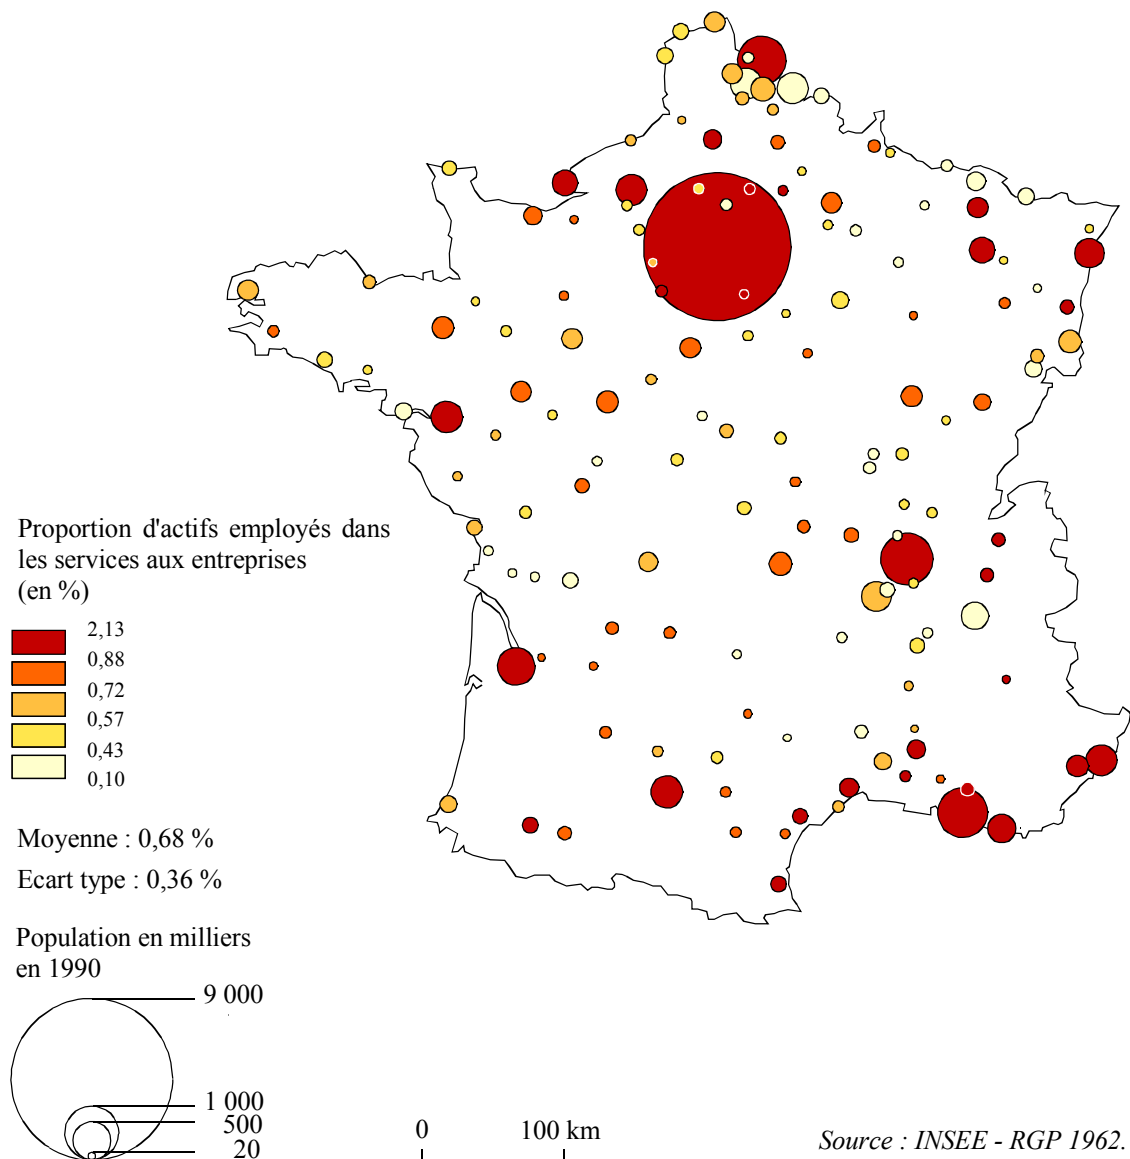 Proportion d'actifs employés dans
les services aux entreprises
(en %)
2,13
0,88
0,72
0,57
0,43
0,10
Moyenne : 0,68 %
Ecart type : 0,36 %
Population en milliers
en 1990
9 000
1 000
500
20
0 100 km
Source : INSEE - RGP 1962.